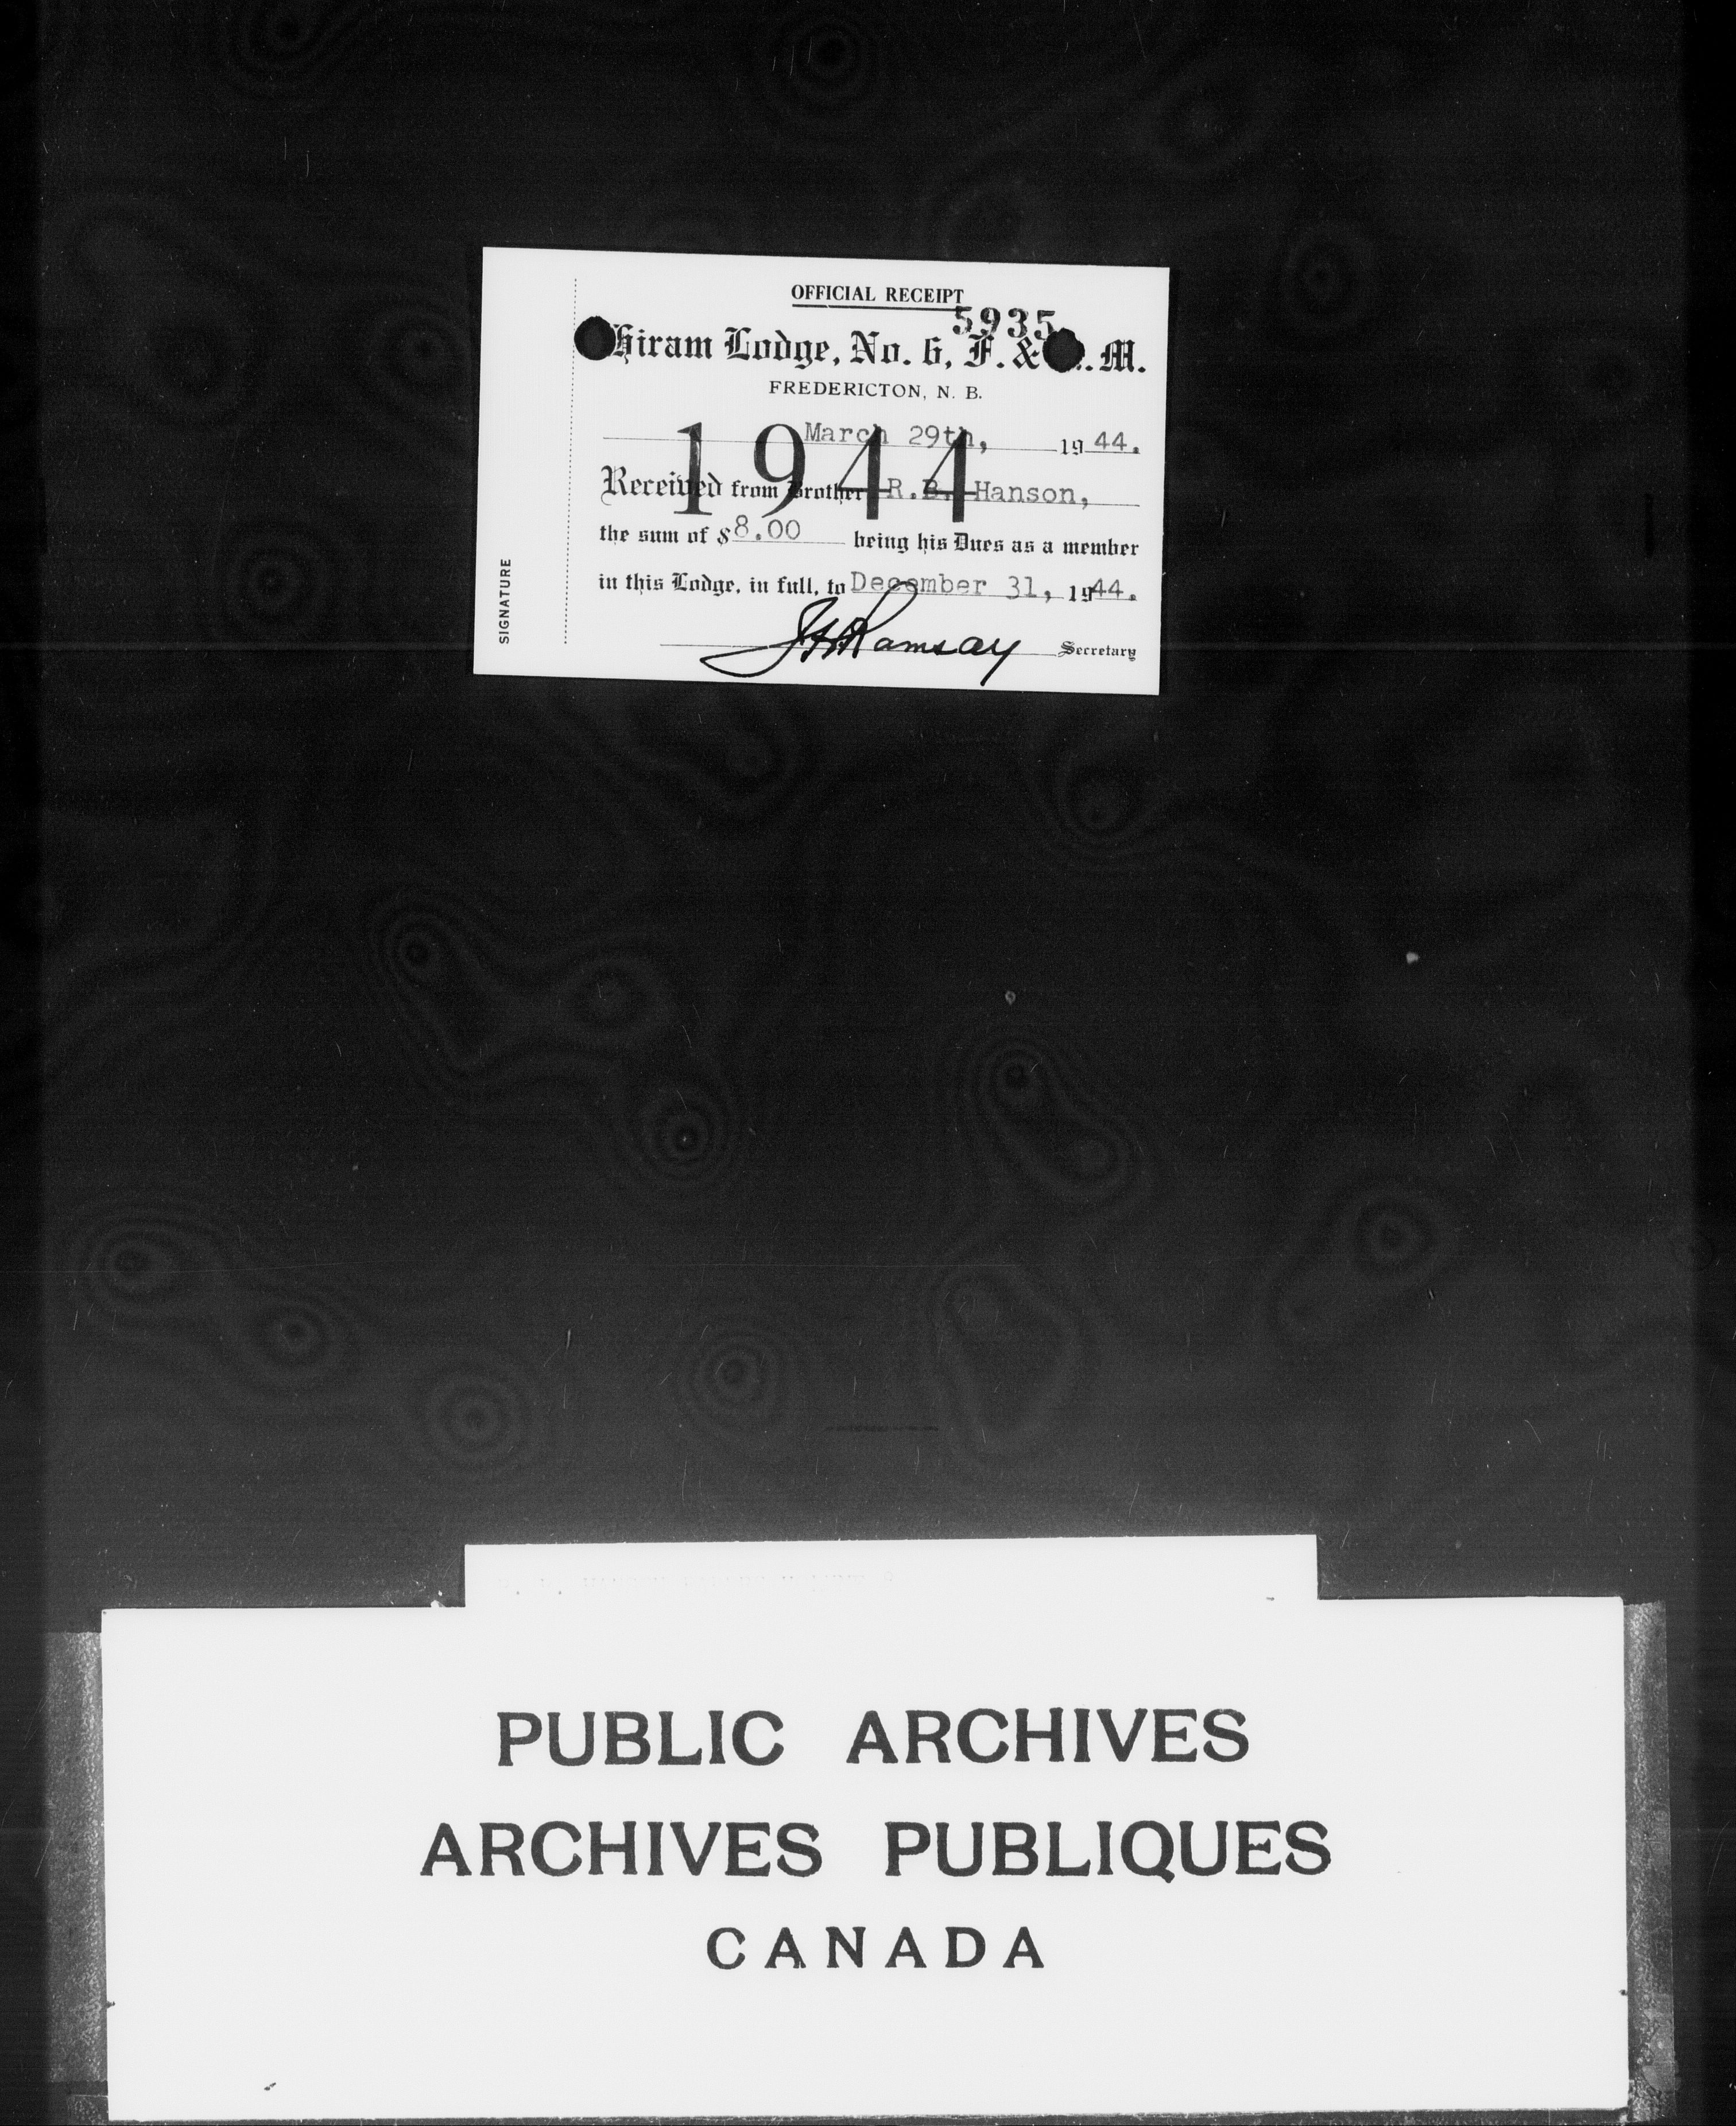 OFFICIAL RECEIPT
5935
Hiram Lodge, No. 6, F. & . M.
FREDERICTON, N. B.
1944
March 29th, 1944.
Received from Brother R.B. Hanson,
the sum of $8.00 being his Dues as a member
in this Lodge, in full, to December 31, 1944.
Ramsay Secretary
SIGNATURE
PUBLIC ARCHIVES
ARCHIVES PUBLIQUES
CANADA